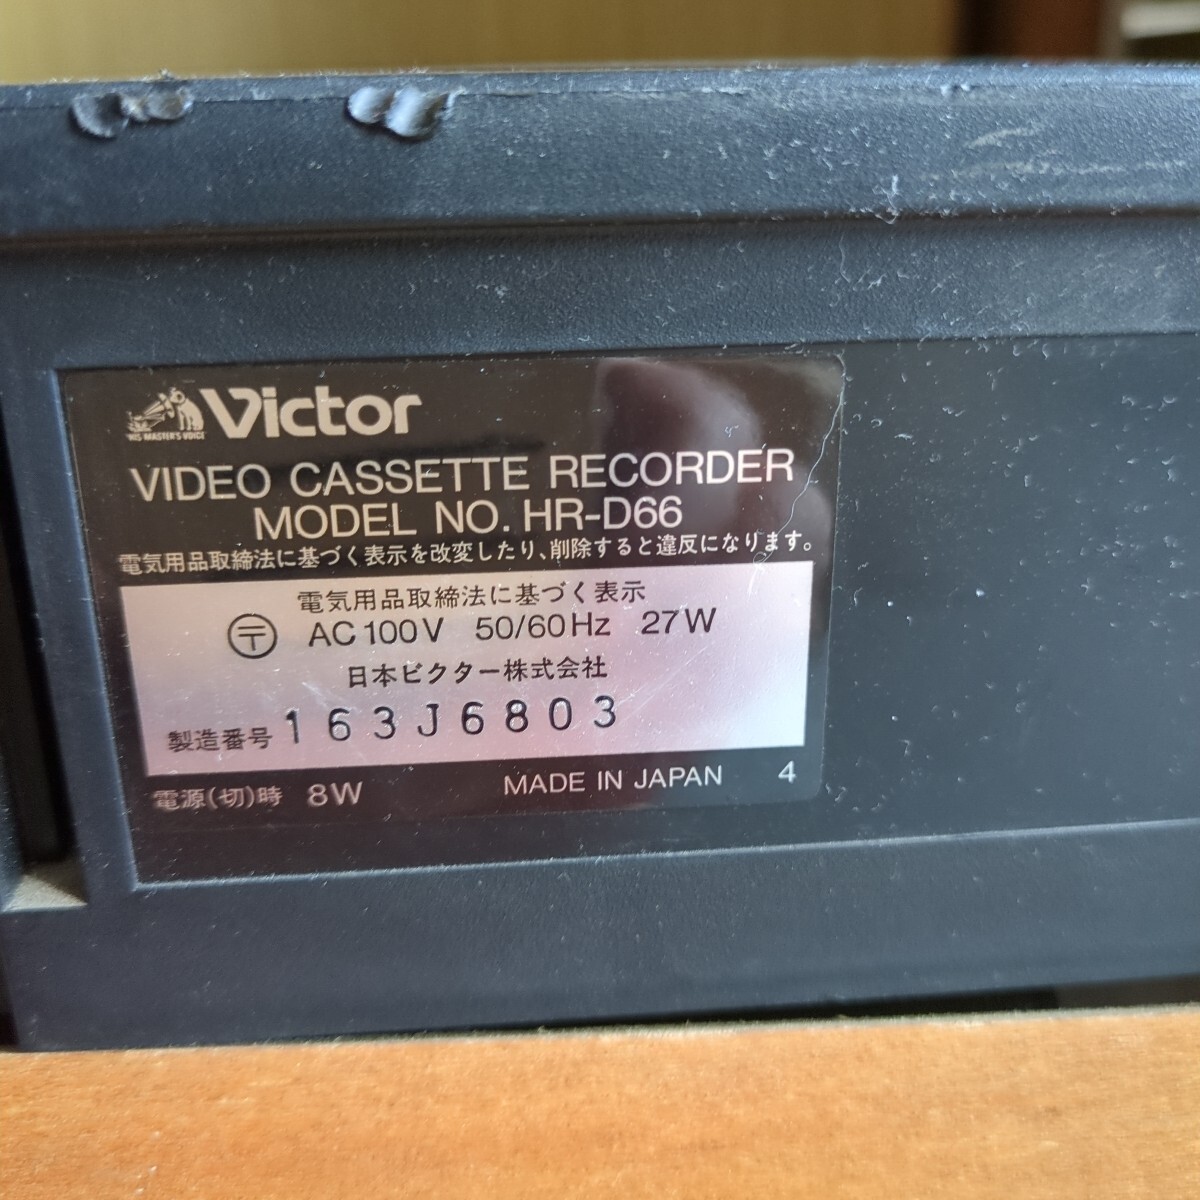 "HIS MASTER'S VOICE"
Victor
VIDEO CASSETTE RECORDER
MODEL NO. HR-D66
電気用品取締法に基づく表示を改変したり、削除すると違反になります。
電気用品取締法に基づく表示
〒 AC100V 50/60Hz 27W
日本ビクター株式会社
製造番号 163J6803
電源(切)時 8W MADE IN JAPAN 4